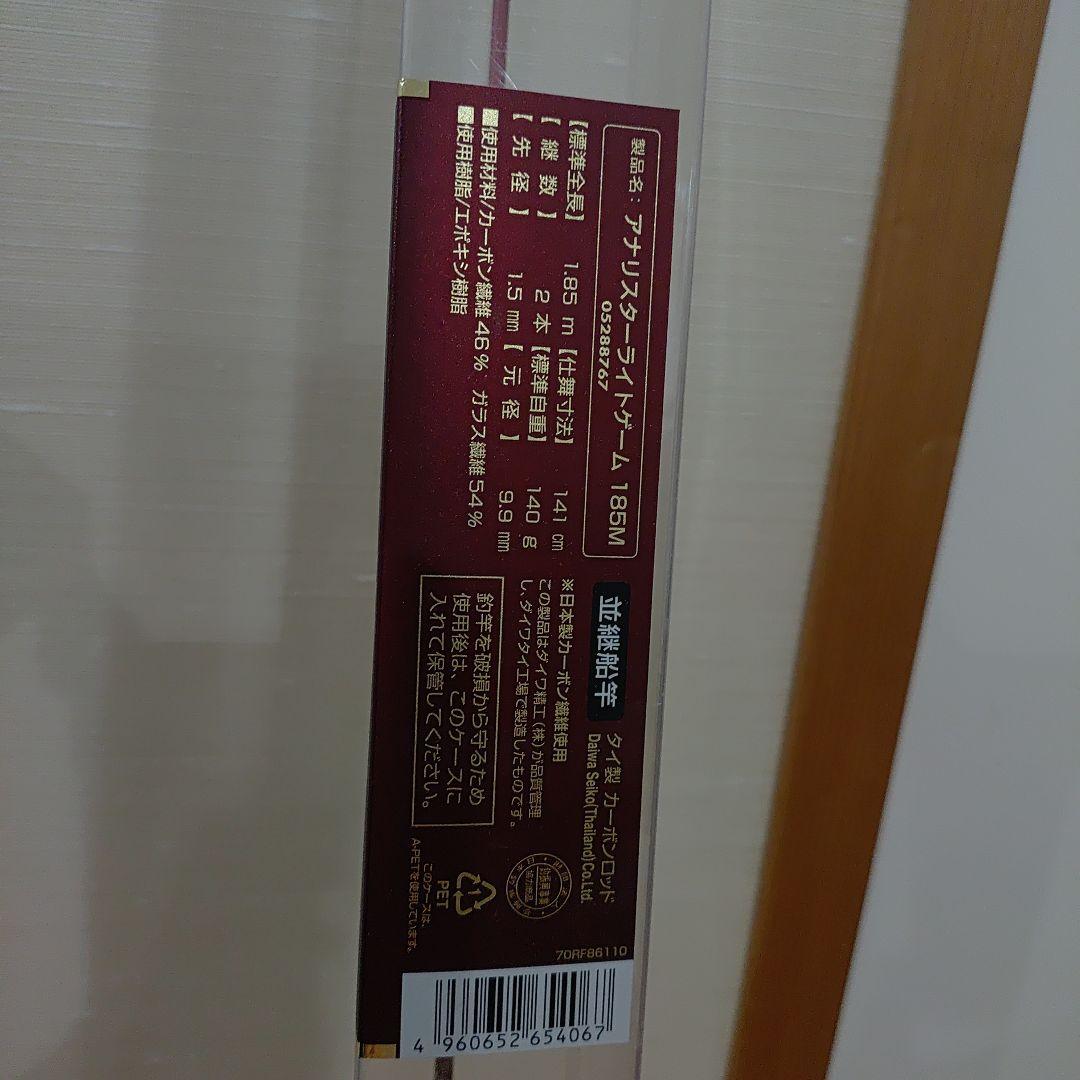 製品名：アナリスターライトゲーム 185M
05288767
【標準全長】 1.85 m 【仕舞寸法】 141 cm
【継数】 2 本 【標準自重】 140 g
【先径】 1.5 mm 【元径】 9.9 mm
■使用材料/カーボン繊維 46% ガラス繊維 54%
■使用樹脂/エポキシ樹脂
並継船竿
タイ製 カーボンロッド
Daiwa Seiko(Thailand)Co.Ltd.
※日本製カーボン繊維使用
この製品はダイワ精工(株)が品質管理
し、ダイワタイ工場で製造したものです。
釣竿を破損から守るため
使用後は、このケースに
入れて保管してください。
1
PET
このケースは、
A-PETを使用しています。
70RF86110
4 960652 654067